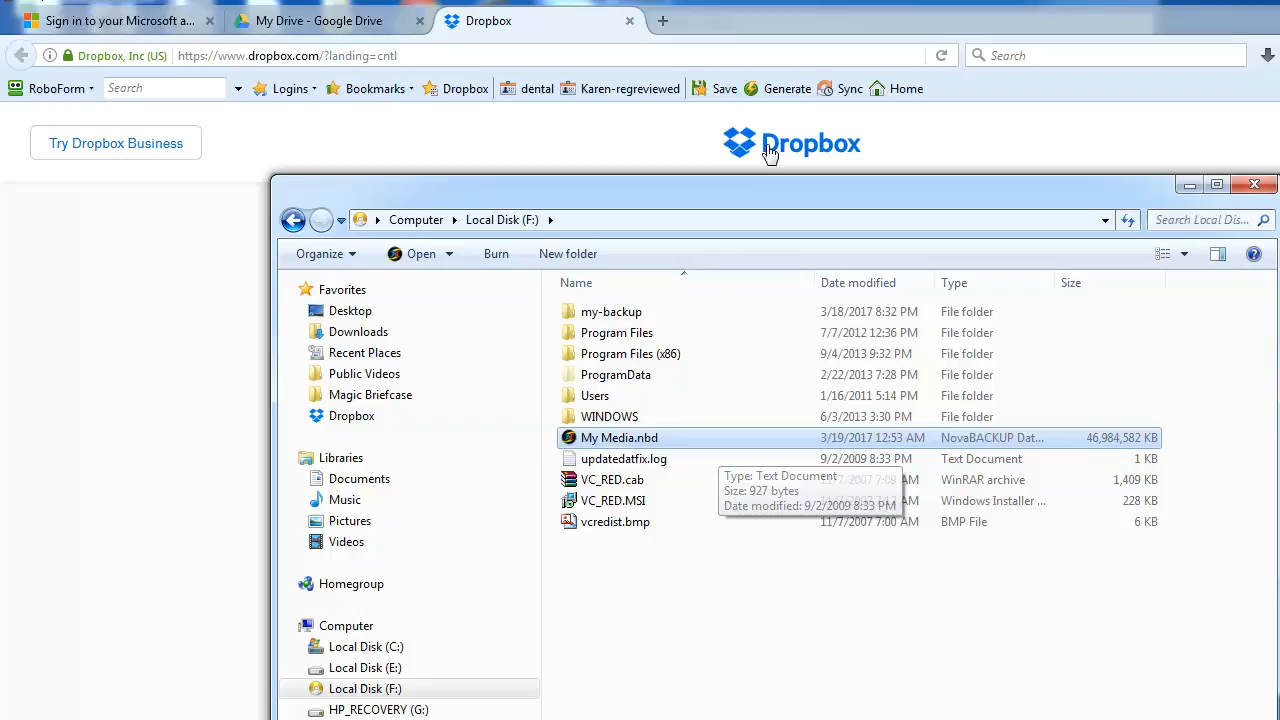 Sign in to your Microsoft a... My Drive - Google Drive Dropbox
Dropbox, Inc (US) https://www.dropbox.com/?landing=cntl Search
RoboForm Search Logins Bookmarks Dropbox dental Karen-regreviewed Save Generate Sync Home
Try Dropbox Business Dropbox
Computer Local Disk (F:) Search Local Dis...
Organize Open Burn New folder
Name Date modified Type Size
Favorites
Desktop
Downloads
Recent Places
Public Videos
Magic Briefcase
Dropbox
Libraries
Documents
Music
Pictures
Videos
Homegroup
Computer
Local Disk (C:)
Local Disk (E:)
Local Disk (F:)
HP_RECOVERY (G:)
my-backup 3/18/2017 8:32 PM File folder
Program Files 7/7/2012 12:36 PM File folder
Program Files (x86) 9/4/2013 9:32 PM File folder
ProgramData 2/22/2013 7:28 PM File folder
Users 1/16/2011 5:14 PM File folder
WINDOWS 6/3/2013 3:30 PM File folder
My Media.nbd 3/19/2017 12:53 AM NovaBACKUP Dat... 46,984,582 KB
updatedatfix.log 9/2/2009 8:33 PM Text Document 1 KB
VC_RED.cab AM WinRAR archive 1,409 KB
VC_RED.MSI AM Windows Installer ... 228 KB
vcredist.bmp 11/7/2007 7:00 AM BMP File 6 KB
Type: Text Document
Size: 927 bytes
Date modified: 9/2/2009 8:33 PM